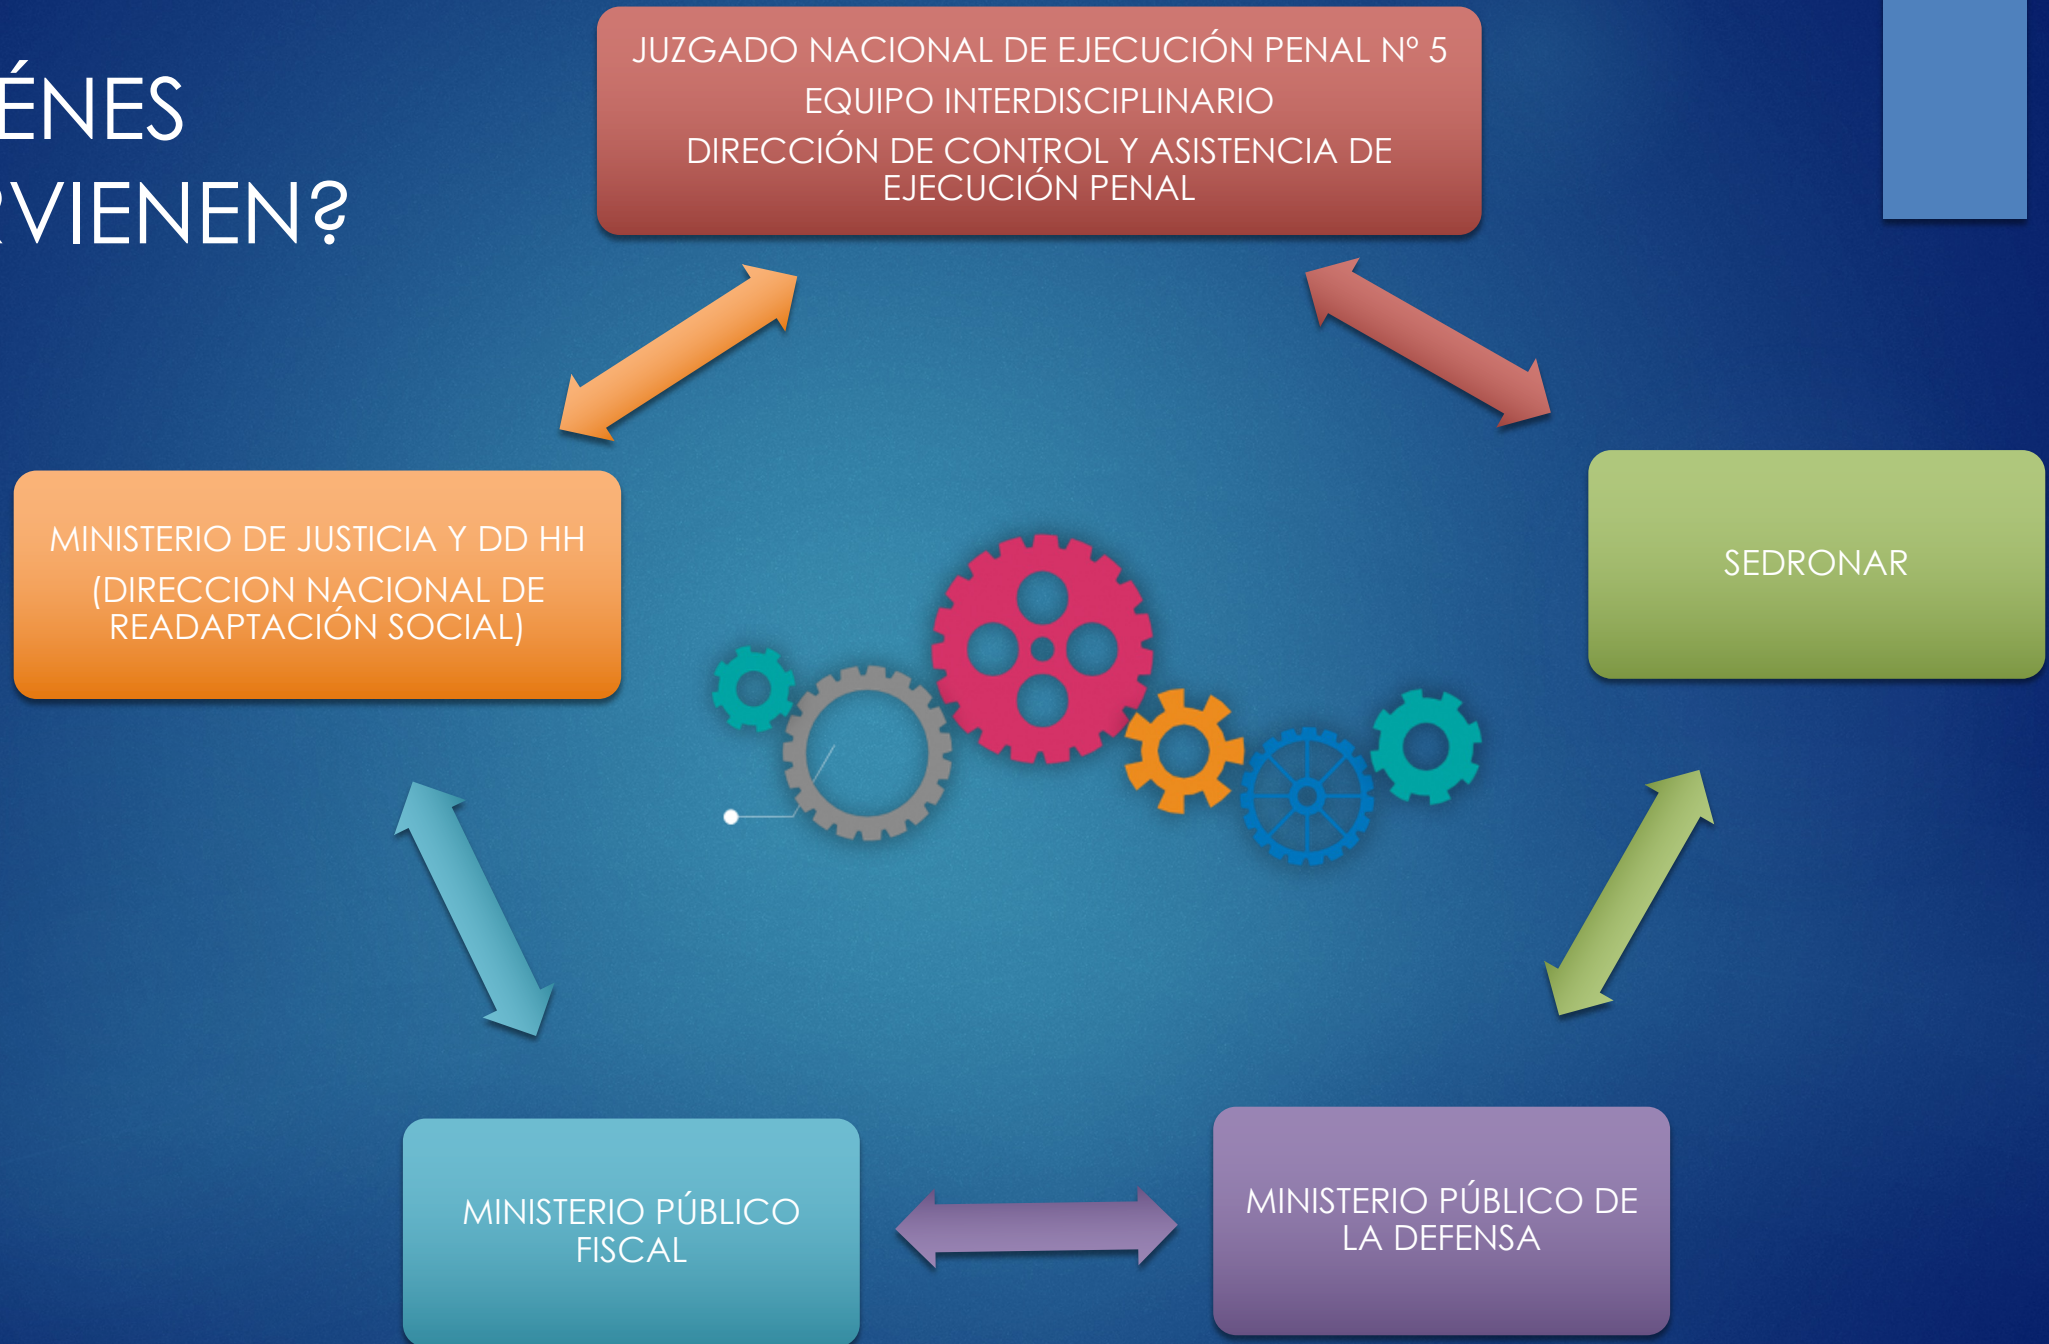 ÉNES
RVIENEN?
JUZGADO NACIONAL DE EJECUCIÓN PENAL Nº 5
EQUIPO INTERDISCIPLINARIO
DIRECCIÓN DE CONTROL Y ASISTENCIA DE
EJECUCIÓN PENAL
MINISTERIO DE JUSTICIA Y DD HH
(DIRECCION NACIONAL DE
READAPTACIÓN SOCIAL)
SEDRONAR
MINISTERIO PÚBLICO
FISCAL
MINISTERIO PÚBLICO DE
LA DEFENSA